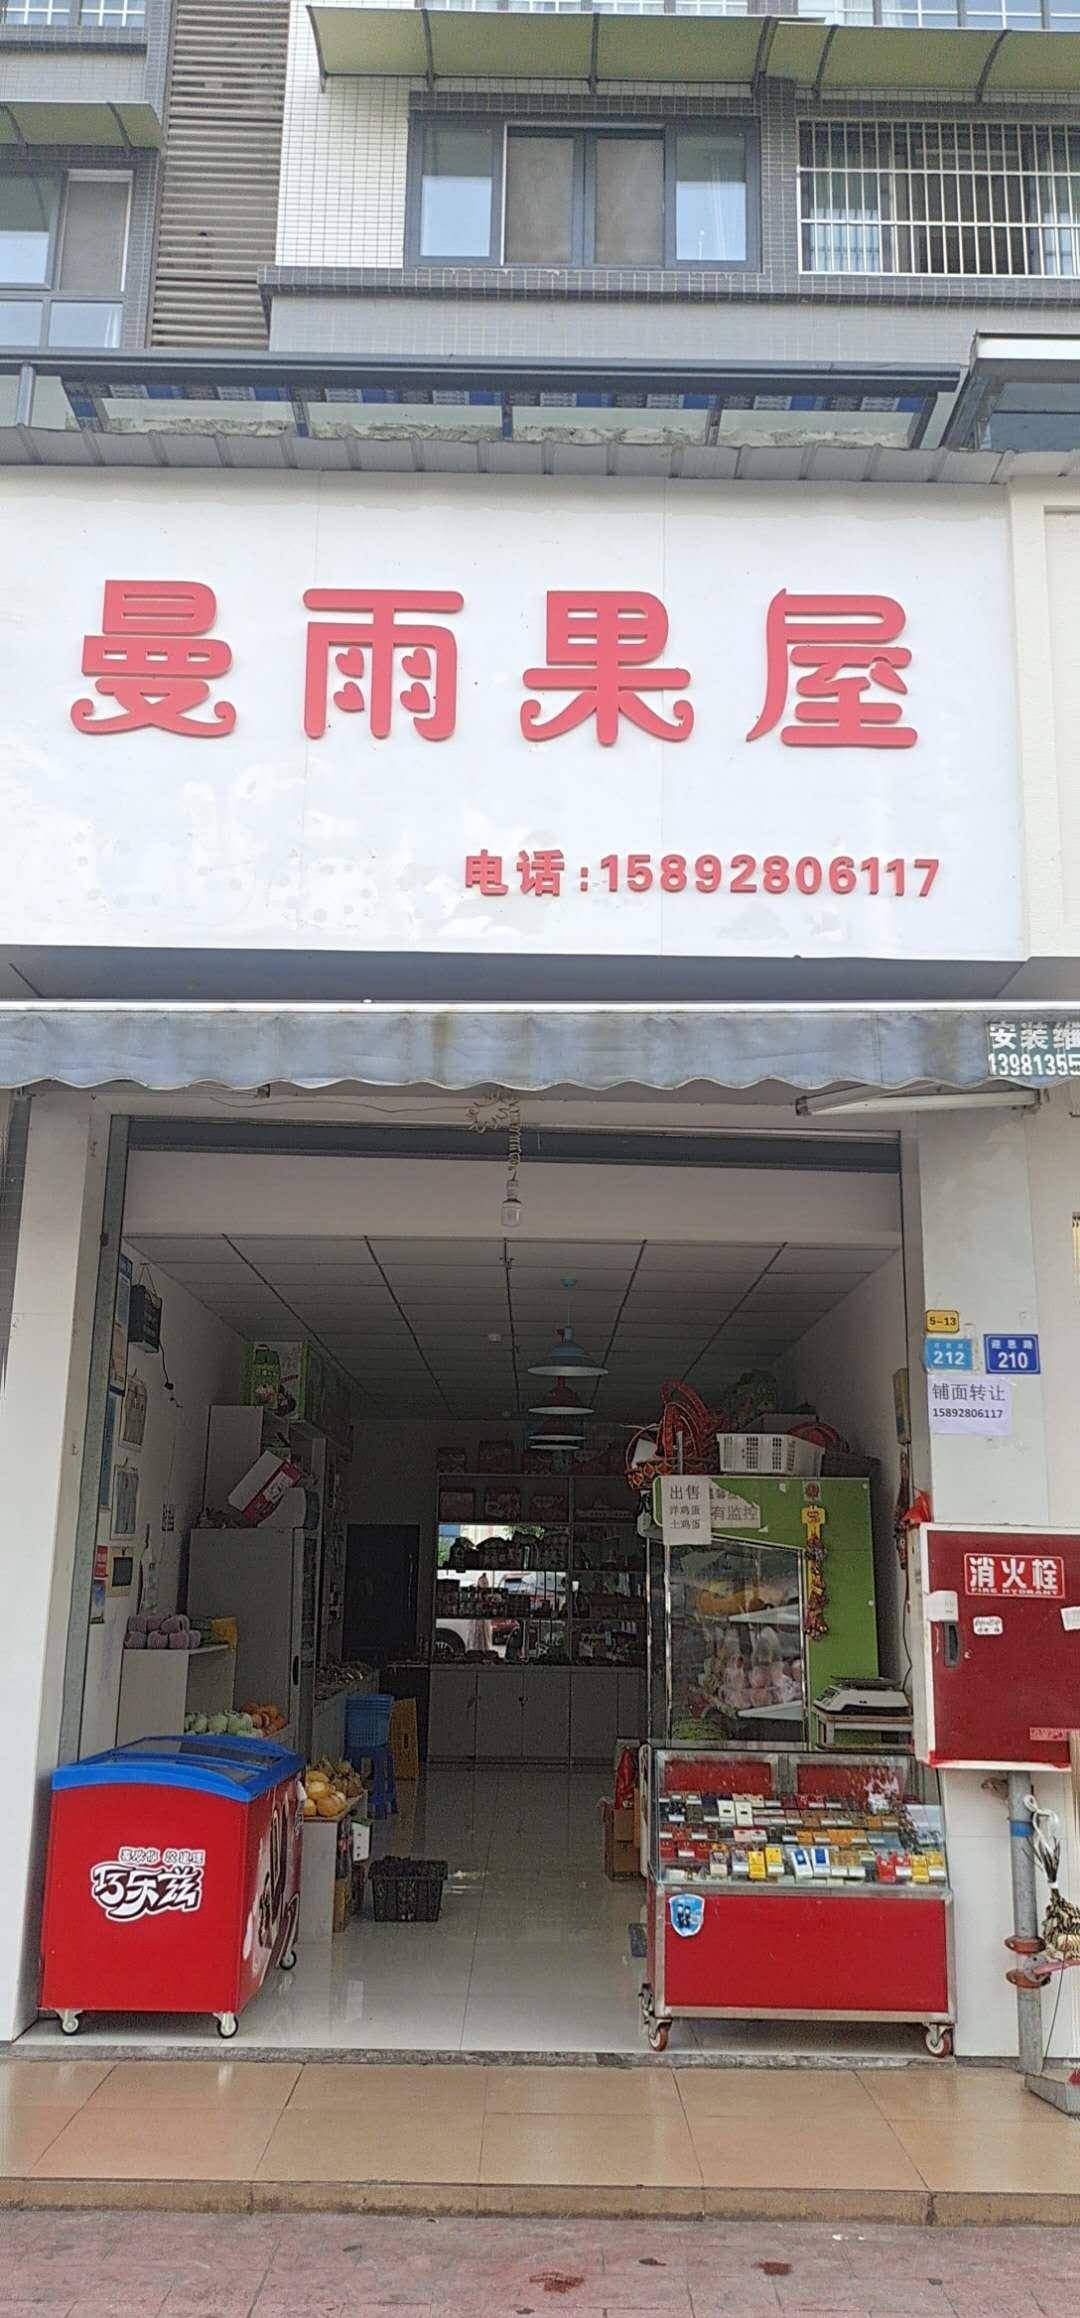 曼雨果屋
电话:15892806117
安装维
13981355
5-13
212
210
铺面转让
15892806117
出售
洋鸡蛋
土鸡蛋
有监控
消火栓
FIRE HYDRANT
巧乐兹